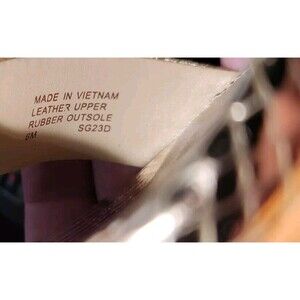 MADE IN VIETNAM
LEATHER UPPER
RUBBER OUTSOLE
6M SG23D